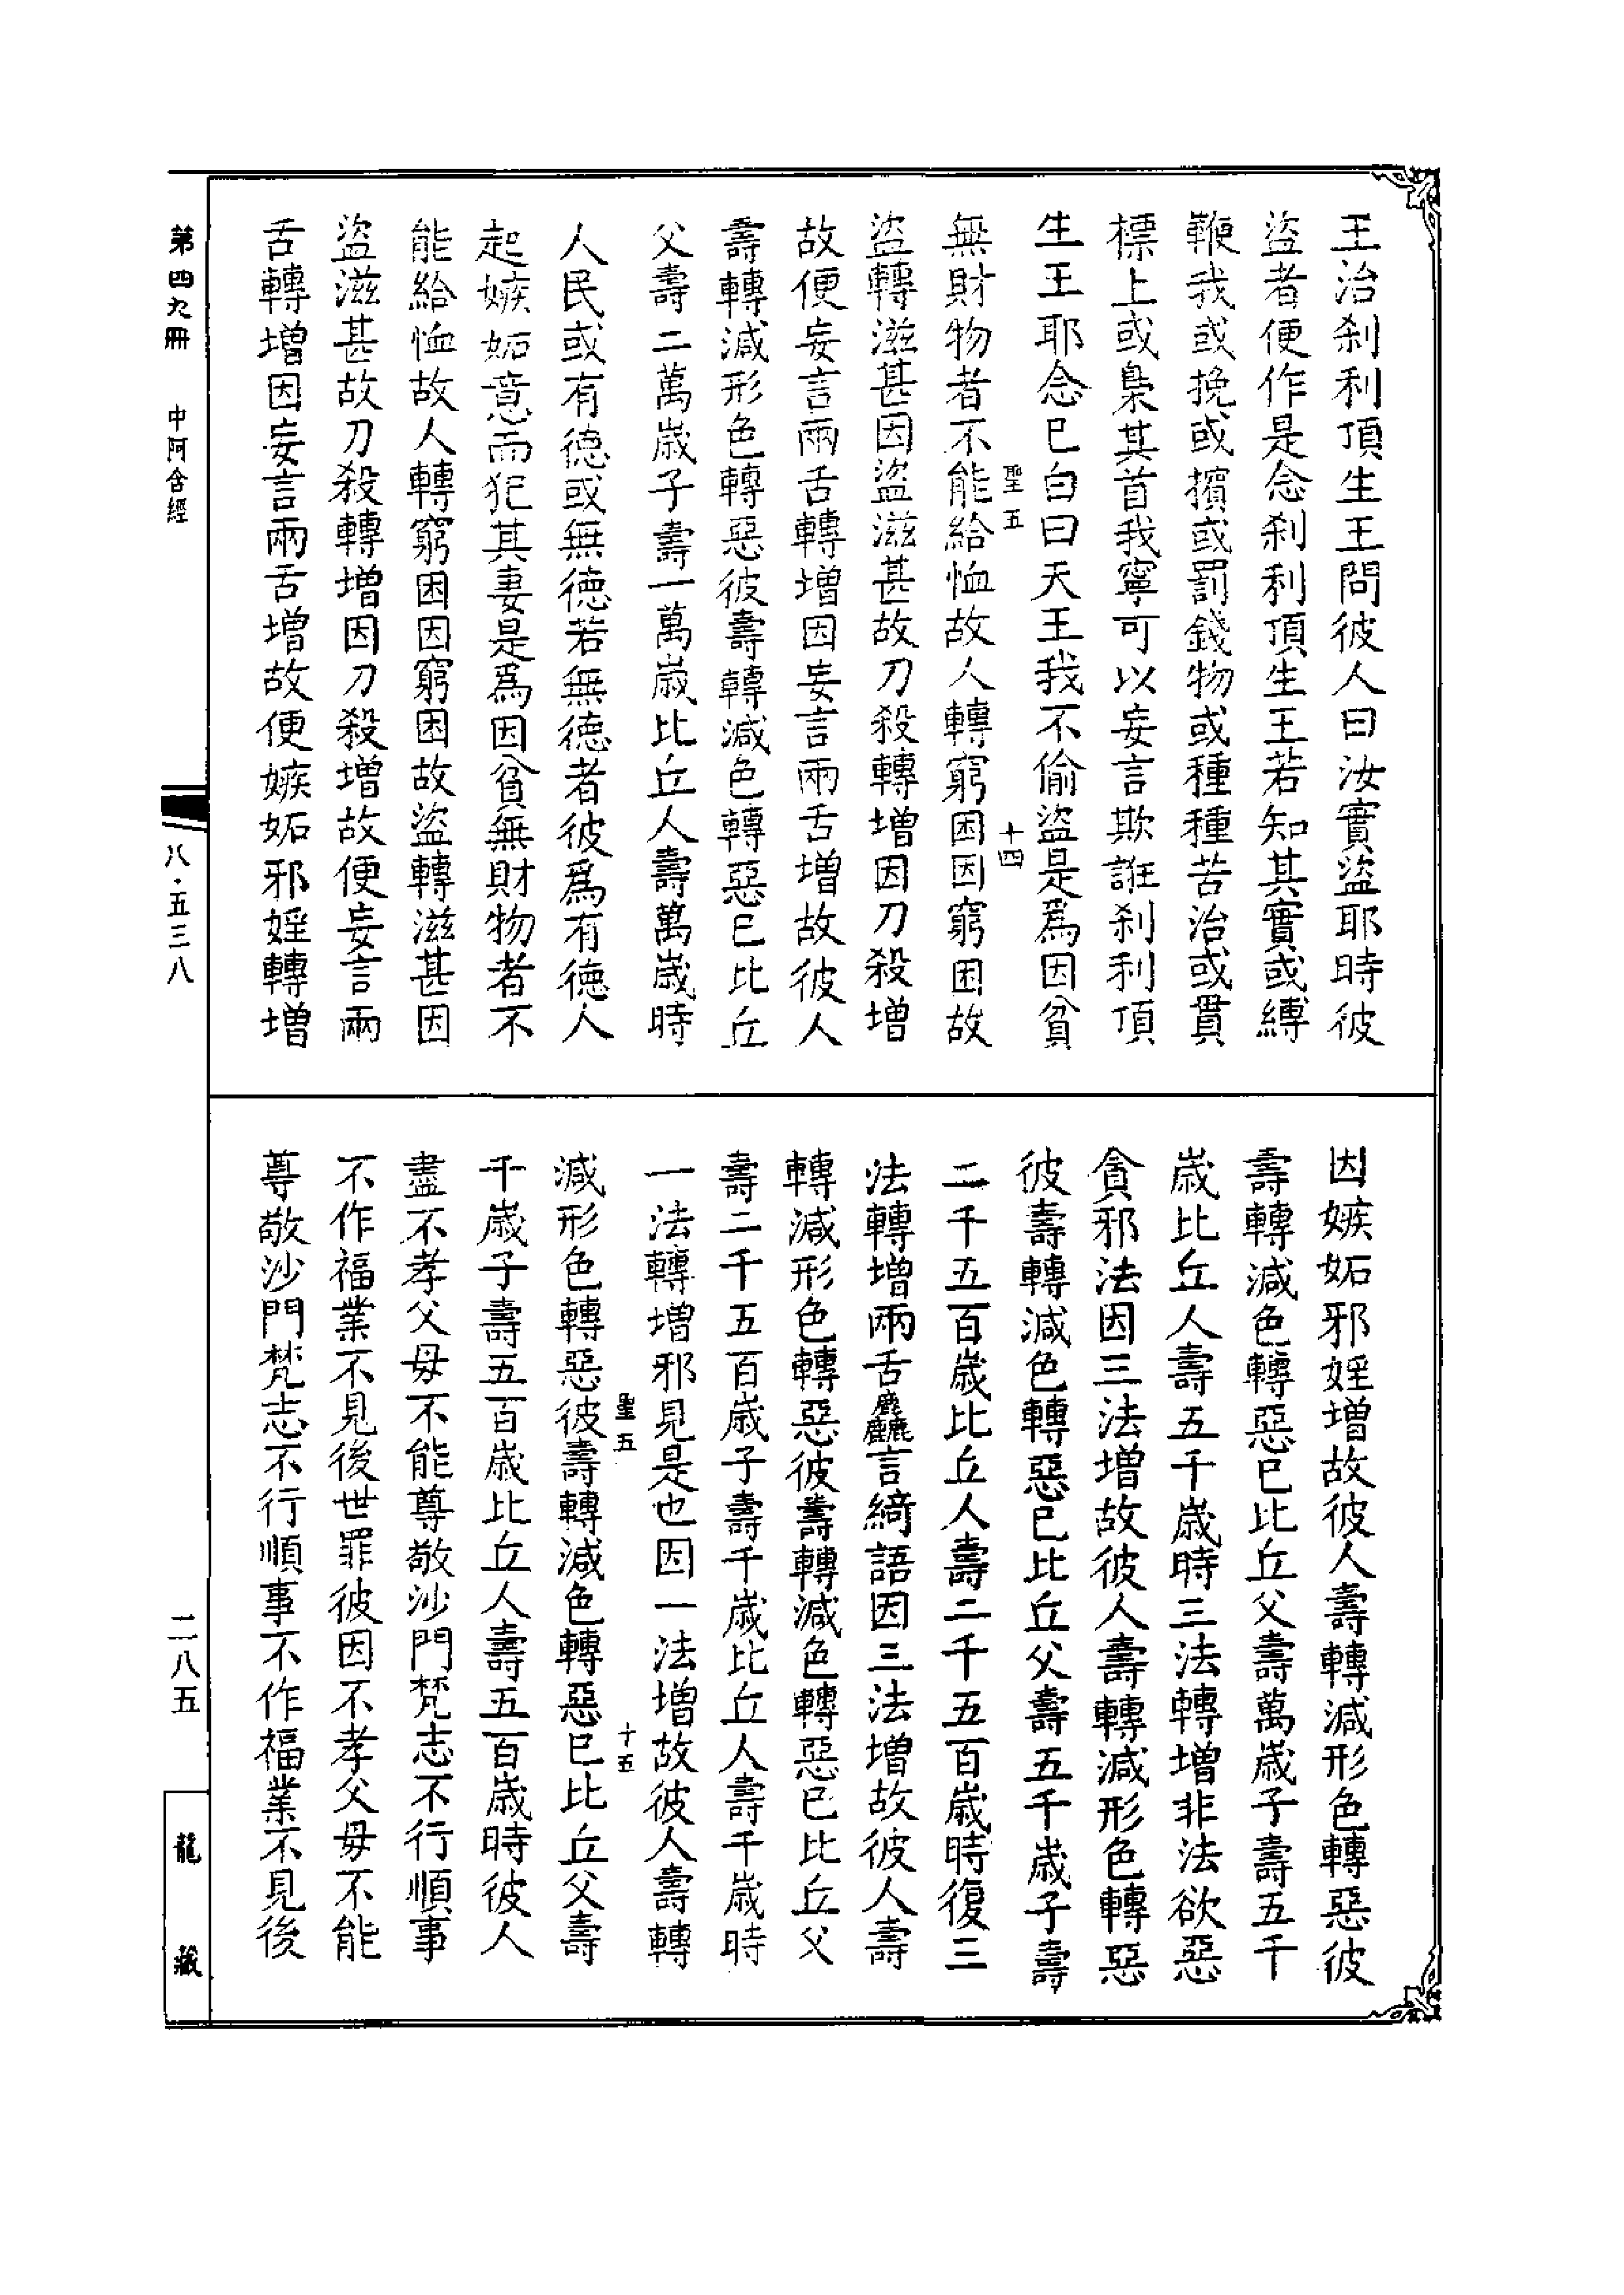 王治刹利頂生王王問彼人曰汝實盜耶時彼
盜者便作是念刹利頂生王若知其實或縛
鞭我或挽或擯或罰錢物或種種苦治或貫
標上或梟其首我寧可以妄言欺誑刹利頂
生王耶念已白曰天王我不偷盜是爲因貧
聖五
十四
無財物者不能給恤故人轉窮困因窮困故
盜轉滋甚因盜滋甚故刀殺轉增因刀殺增
故便妄言兩舌轉增因妄言兩舌增故彼人
壽轉減形色轉惡彼壽轉減色轉惡已比丘
父壽二萬歲子壽一萬歲比丘人壽萬歲時
人民或有德或無德若無德者彼爲有德人
起嫉妬意而犯其妻是爲因貧無財物者不
能給恤故人轉窮困因窮困故盜轉滋甚因
盜滋甚故刀殺轉增因刀殺增故便妄言兩
舌轉增因妄言兩舌增故便嫉妬邪婬轉增
因嫉妬邪婬增故彼人壽轉減形色轉惡彼
壽轉減色轉惡已比丘父壽萬歲子壽五千
歲比丘人壽五千歲時三法轉增非法欲惡
貪邪法因三法增故彼人壽轉減形色轉惡
彼壽轉減色轉惡已比丘父壽五千歲子壽
二千五百歲比丘人壽二千五百歲時復三
法轉增兩舌麤言綺語因三法增故彼人壽
轉減形色轉惡彼壽轉減色轉惡已比丘父
壽二千五百歲子壽千歲比丘人壽千歲時
一法轉增邪見是也因一法增故彼人壽轉
聖五
十五
減形色轉惡彼壽轉減色轉惡已比丘父壽
千歲子壽五百歲比丘人壽五百歲時彼人
盡不孝父母不能尊敬沙門梵志不行順事
不作福業不見後世罪彼因不孝父母不能
尊敬沙門梵志不行順事不作福業不見後
第四九冊 中阿含經
八·五三八
二八五
龍藏